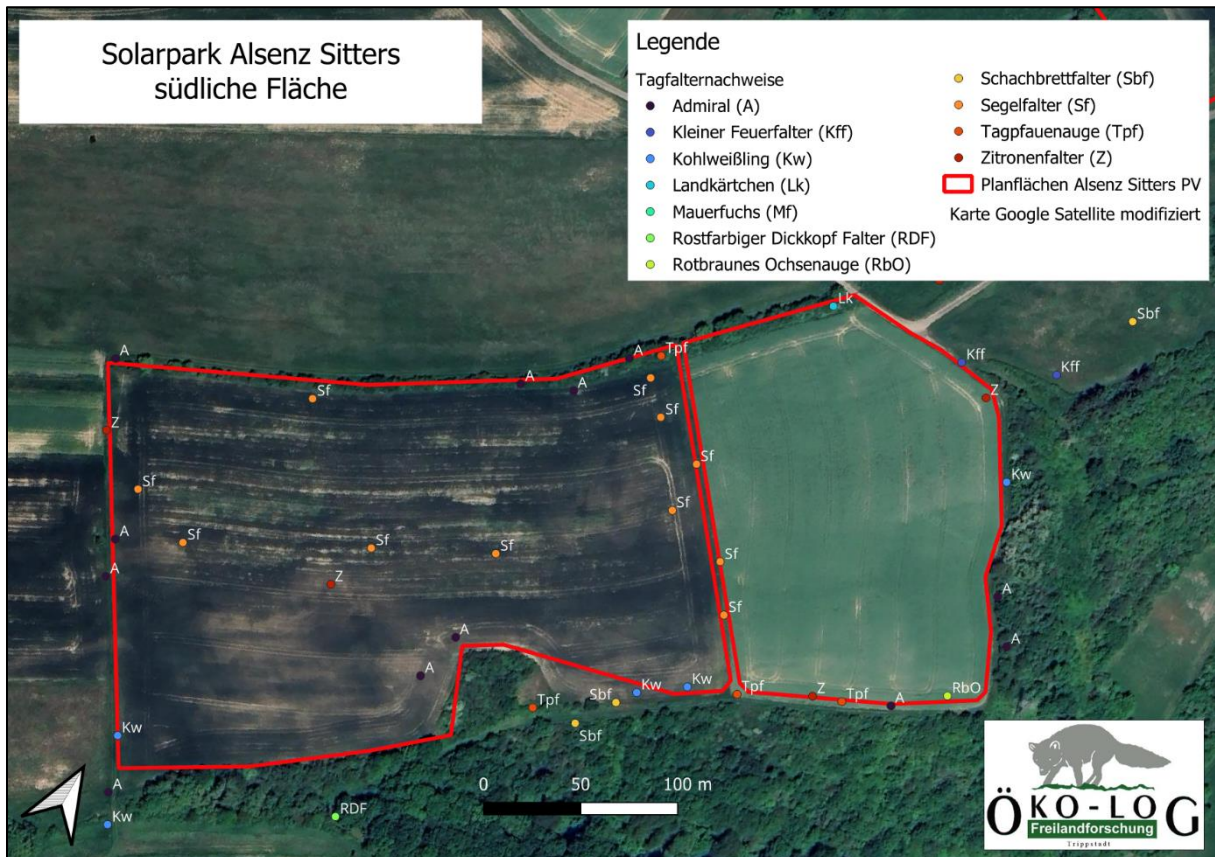 Solarpark Alsenz Sitters
südliche Fläche
Legende
Tagfalternachweise
Admiral (A)
Kleiner Feuerfalter (Kff)
Kohlweißling (Kw)
Landkärtchen (Lk)
Mauerfuchs (Mf)
Rostfarbiger Dickkopf Falter (RDF)
Rotbraunes Ochsenauge (RbO)
Schachbrettfalter (Sbf)
Segelfalter (Sf)
Tagpfauenauge (Tpf)
Zitronenfalter (Z)
Planflächen Alsenz Sitters PV
Karte Google Satellite modifiziert
Lk
Sbf
A
A
Tpf
Kff
Kff
A
A
Sf
Sf
Z
Z
Sf
Sf
Kw
Sf
Sf
A
Sf
Sf
Sf
Sf
Z
A
A
Sf
A
A
A
Kw
Kw
Tpf
Z
Tpf
A
RbO
Tpf
Sbf
Sbf
Kw
A
Kw
RDF
0 50 100 m
ÖKO-LOG
Freilandforschung
Trippstadt